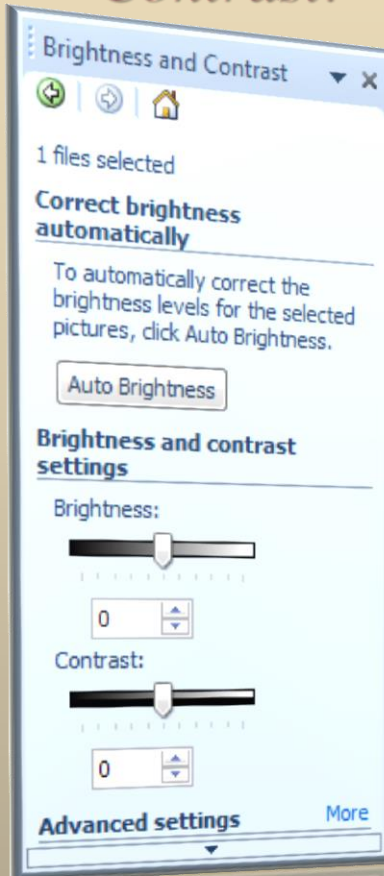 Brightness and Contrast
1 files selected
Correct brightness
automatically
To automatically correct the
brightness levels for the selected
pictures, click Auto Brightness.
Auto Brightness
Brightness and contrast
settings
Brightness:
0
Contrast:
0
Advanced settings
More